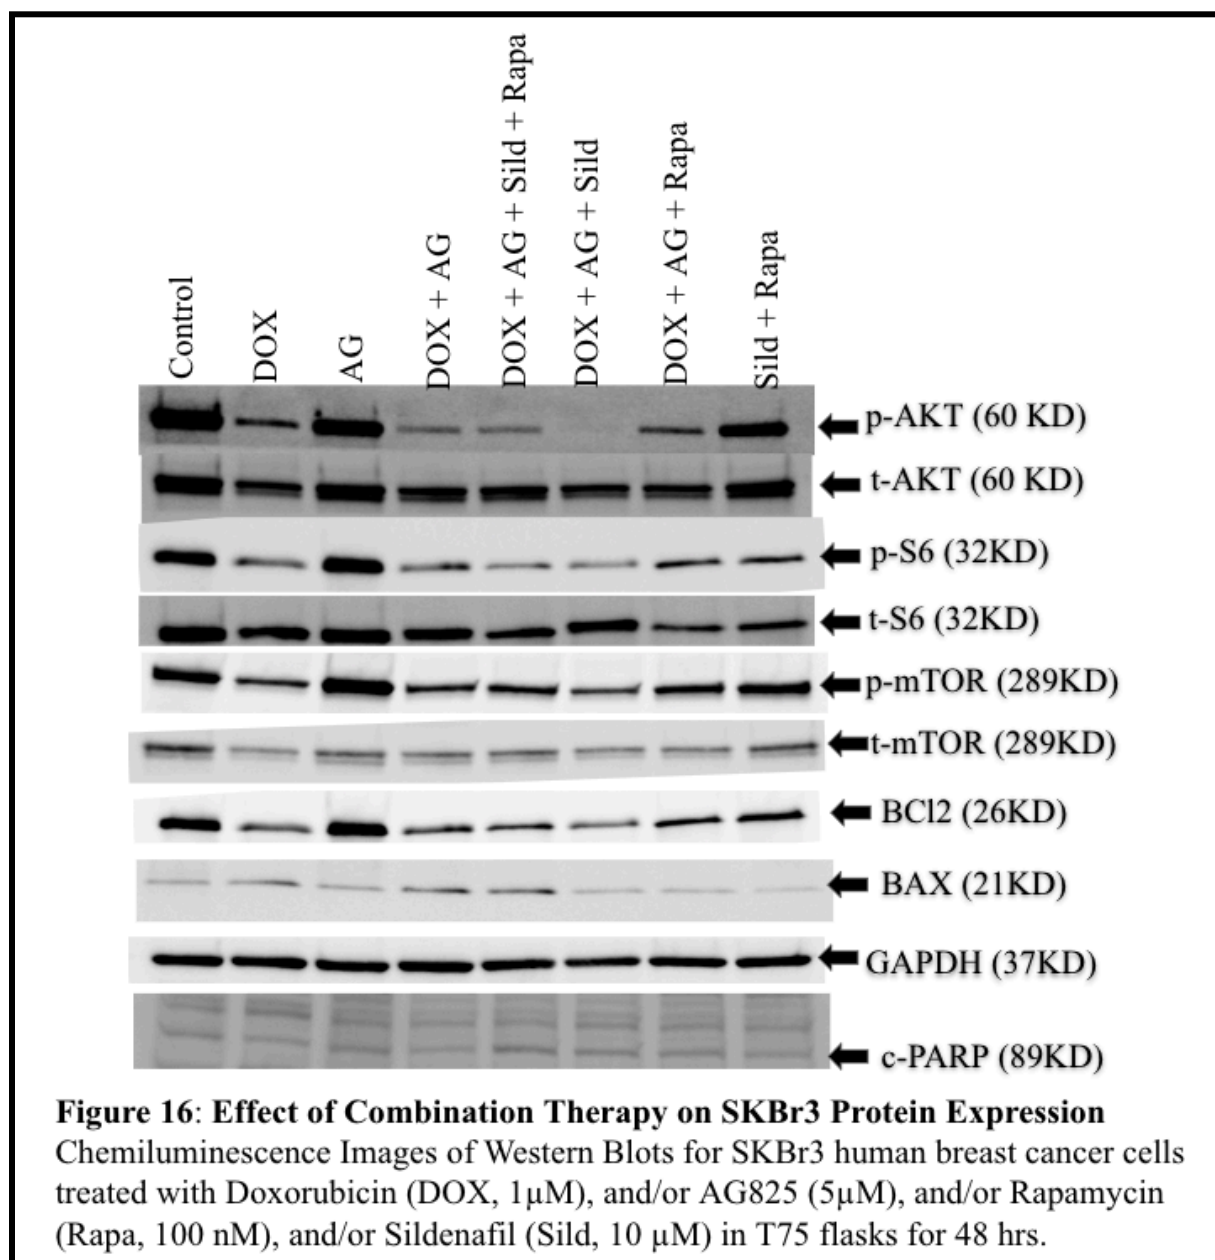 Control
DOX
AG
DOX + AG
DOX + AG + Sild + Rapa
DOX + AG + Sild
DOX + AG + Rapa
Sild + Rapa
p-AKT (60 KD)
t-AKT (60 KD)
p-S6 (32KD)
t-S6 (32KD)
p-mTOR (289KD)
t-mTOR (289KD)
BCl2 (26KD)
BAX (21KD)
GAPDH (37KD)
c-PARP (89KD)
Figure 16: Effect of Combination Therapy on SKBr3 Protein Expression
Chemiluminescence Images of Western Blots for SKBr3 human breast cancer cells
treated with Doxorubicin (DOX, 1µM), and/or AG825 (5µM), and/or Rapamycin
(Rapa, 100 nM), and/or Sildenafil (Sild, 10 µM) in T75 flasks for 48 hrs.